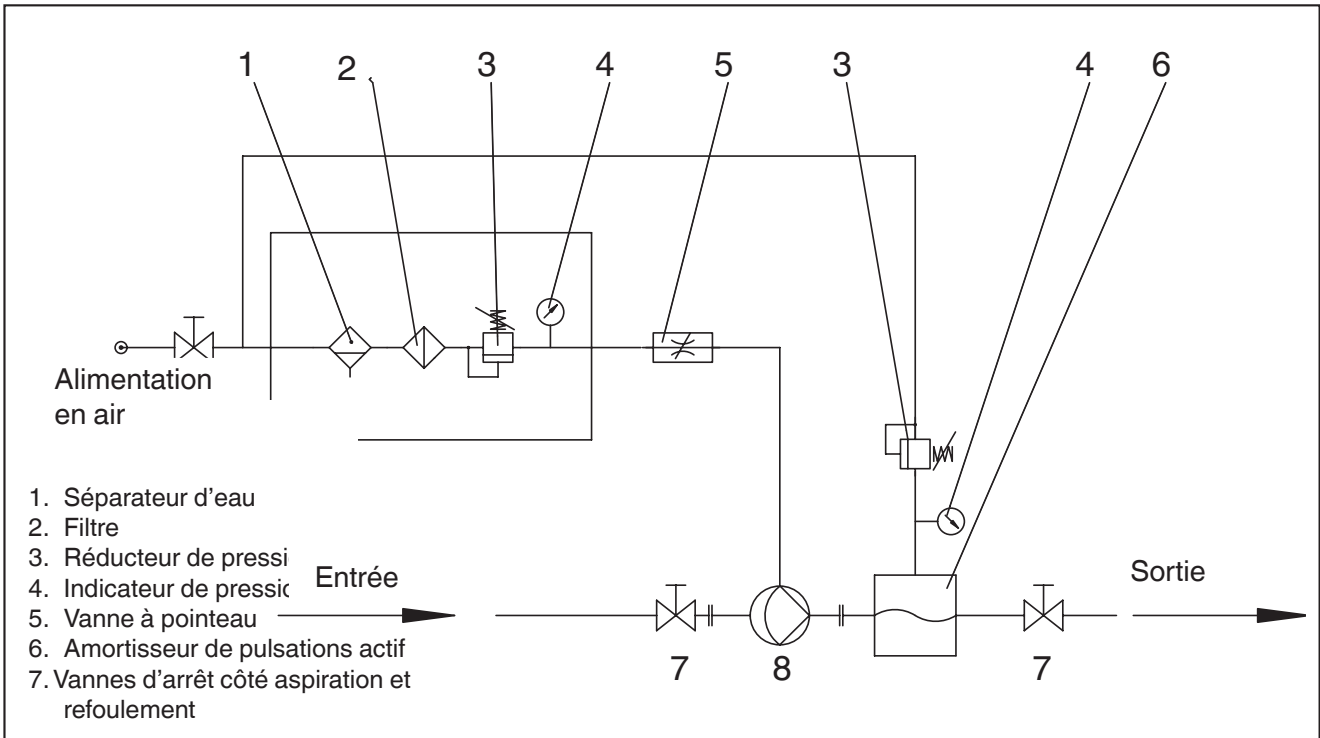 1 2 3 4 5 3 4 6
Alimentation
en air
1. Séparateur d'eau
2. Filtre
3. Réducteur de pressi
4. Indicateur de pressio
5. Vanne à pointeau
6. Amortisseur de pulsations actif
7. Vannes d'arrêt côté aspiration et
refoulement
Entrée
Sortie
7 8 7